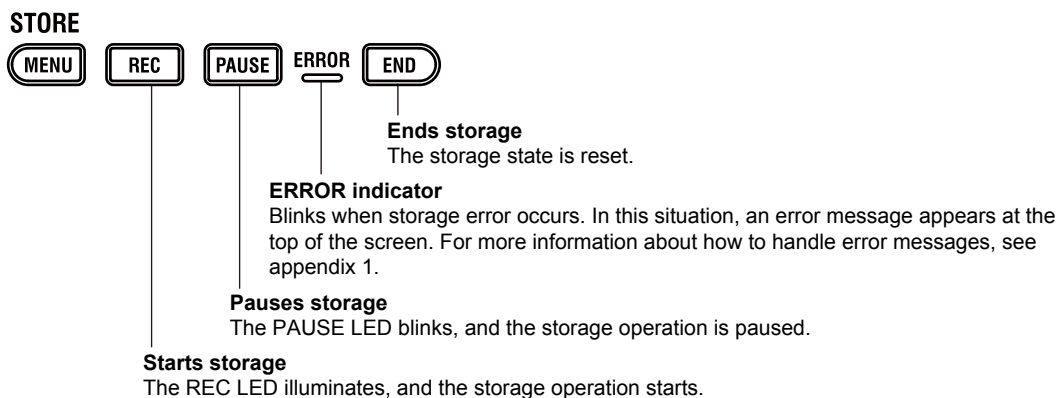 STORE
MENU REC PAUSE ERROR END
Ends storage
The storage state is reset.
ERROR indicator
Blinks when storage error occurs. In this situation, an error message appears at the
top of the screen. For more information about how to handle error messages, see
appendix 1.
Pauses storage
The PAUSE LED blinks, and the storage operation is paused.
Starts storage
The REC LED illuminates, and the storage operation starts.